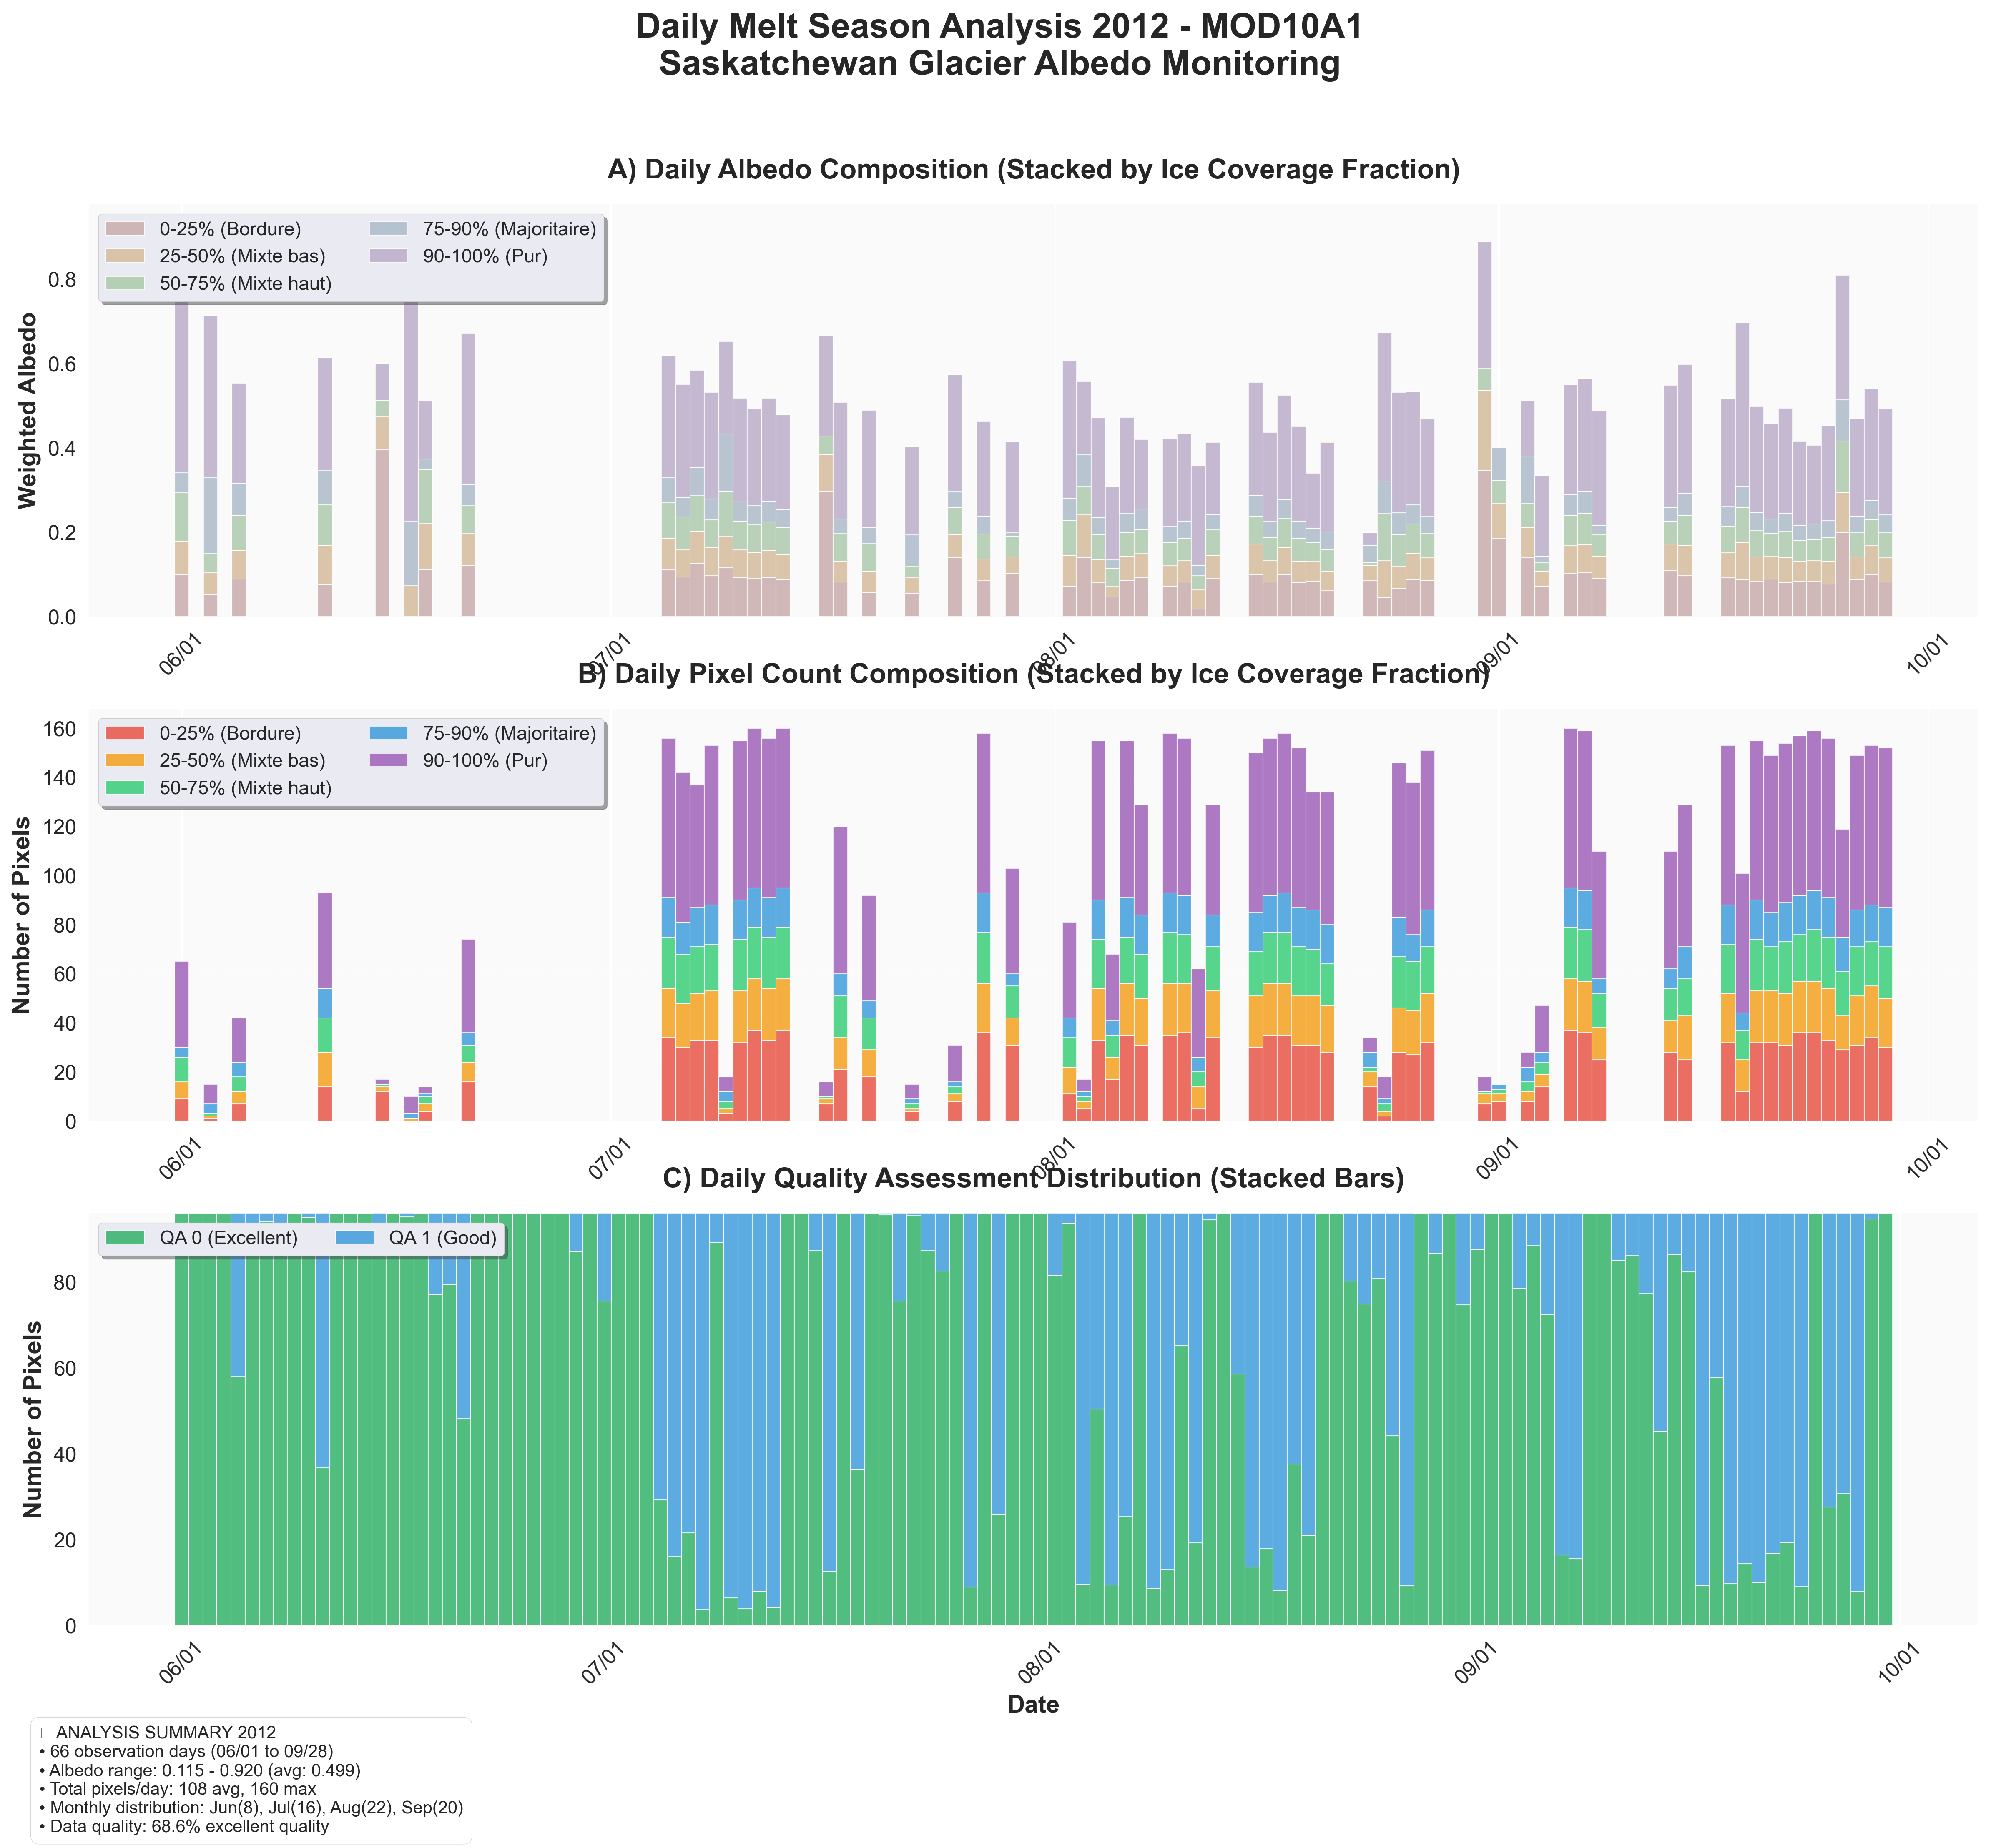 Daily Melt Season Analysis 2012 - MOD10A1
Saskatchewan Glacier Albedo Monitoring
A) Daily Albedo Composition (Stacked by Ice Coverage Fraction)
0-25% (Bordure)
25-50% (Mixte bas)
50-75% (Mixte haut)
75-90% (Majoritaire)
90-100% (Pur)
Weighted Albedo
0.8
0.6
0.4
0.2
0.0
06/01
07/01
08/01
09/01
10/01
B) Daily Pixel Count Composition (Stacked by Ice Coverage Fraction)
0-25% (Bordure)
25-50% (Mixte bas)
50-75% (Mixte haut)
75-90% (Majoritaire)
90-100% (Pur)
Number of Pixels
160
140
120
100
80
60
40
20
0
06/01
07/01
08/01
09/01
10/01
C) Daily Quality Assessment Distribution (Stacked Bars)
QA 0 (Excellent)
QA 1 (Good)
Number of Pixels
80
60
40
20
0
06/01
07/01
08/01
09/01
10/01
Date
ANALYSIS SUMMARY 2012
• 66 observation days (06/01 to 09/28)
• Albedo range: 0.115 - 0.920 (avg: 0.499)
• Total pixels/day: 108 avg, 160 max
• Monthly distribution: Jun(8), Jul(16), Aug(22), Sep(20)
• Data quality: 68.6% excellent quality